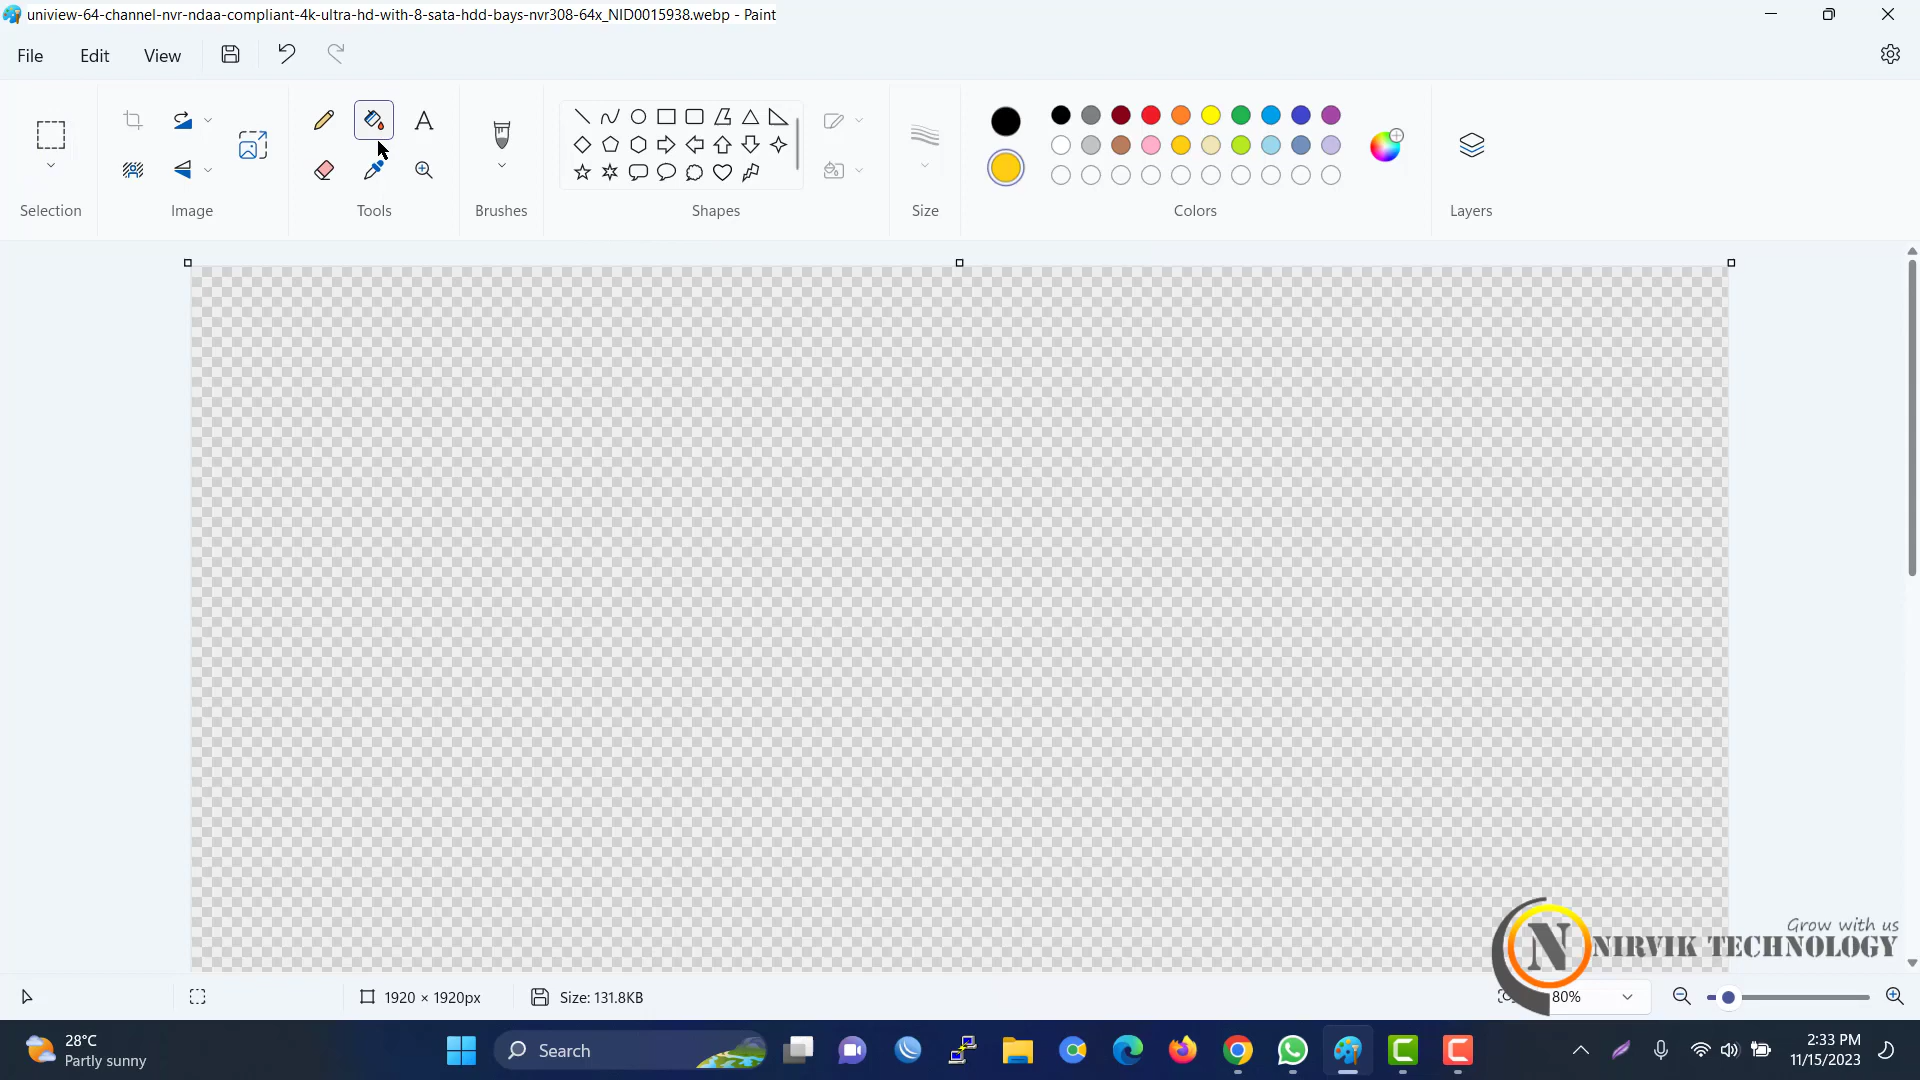 uniview-64-channel-nvr-ndaa-compliant-4k-ultra-hd-with-8-sata-hdd-bays-nvr308-64x_NID0015938.webp - Paint
File Edit View
Selection Image Tools Brushes Shapes Size Colors Layers
Grow with us
N NIRVIK TECHNOLOGY
1920 × 1920px Size: 131.8KB 80%
28°C
Partly sunny
Search
2:33 PM
11/15/2023